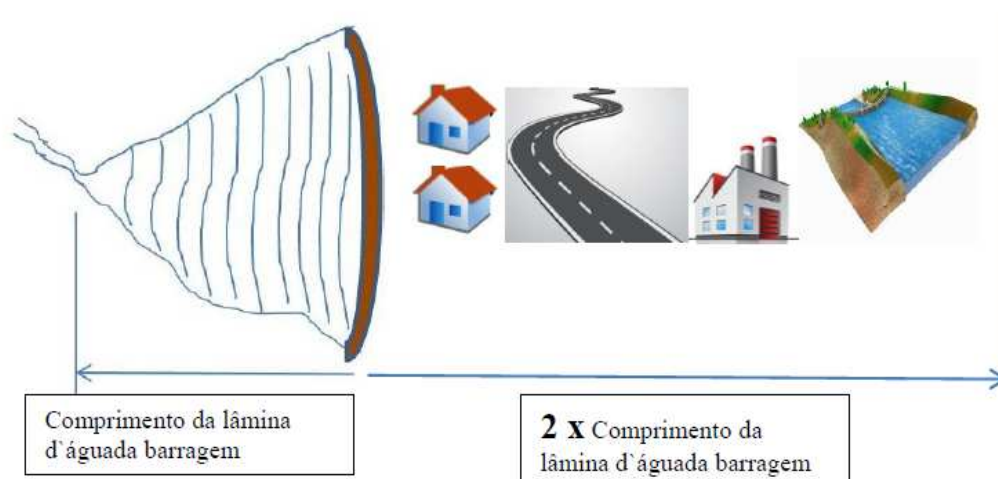 Comprimento da lâmina
d`águada barragem
2 x Comprimento da
lâmina d`águada barragem